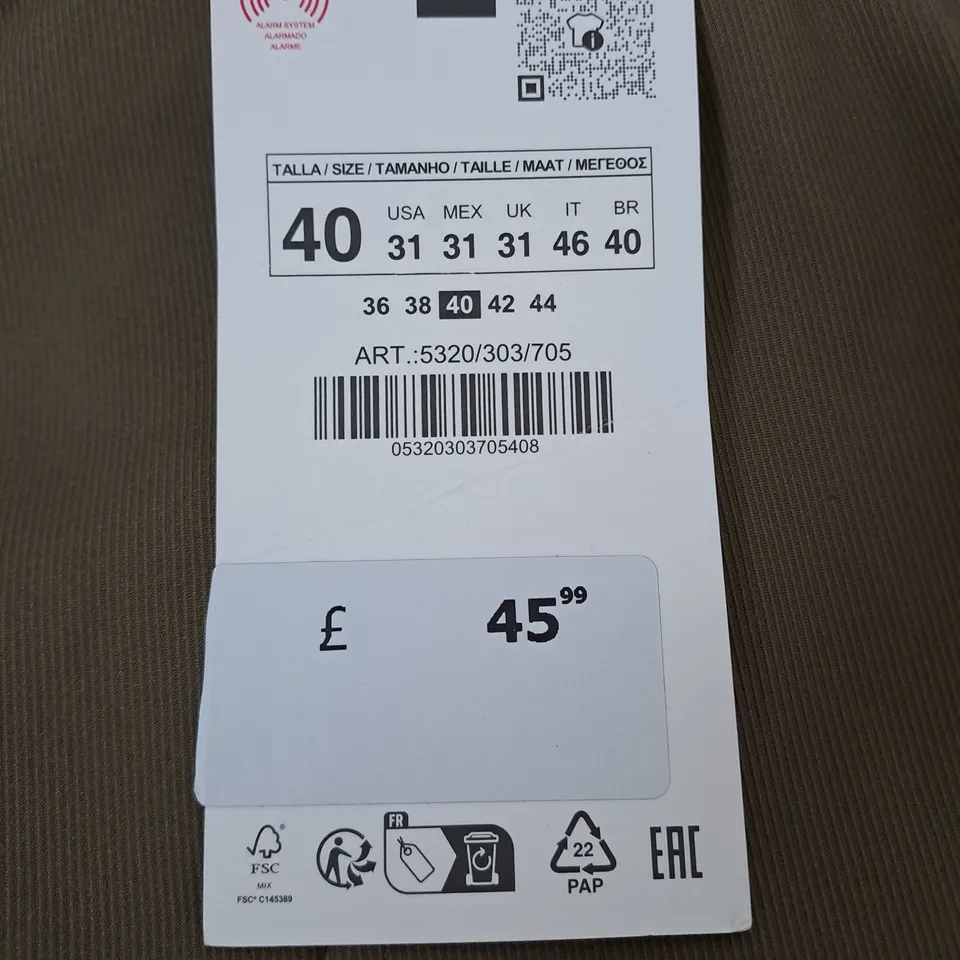 ALARM SYSTEM
ALARMADO
ALARME
TALLA / SIZE / TAMANHO / TAILLE / MAAT / ΜΕΓΕΘΟΣ
40
USA MEX UK IT BR
31 31 31 46 40
36 38 40 42 44
ART.:5320/303/705
05320303705408
£ 45⁹⁹
FR
FSC®
MIX
FSC® C145389
22
PAP
EAC